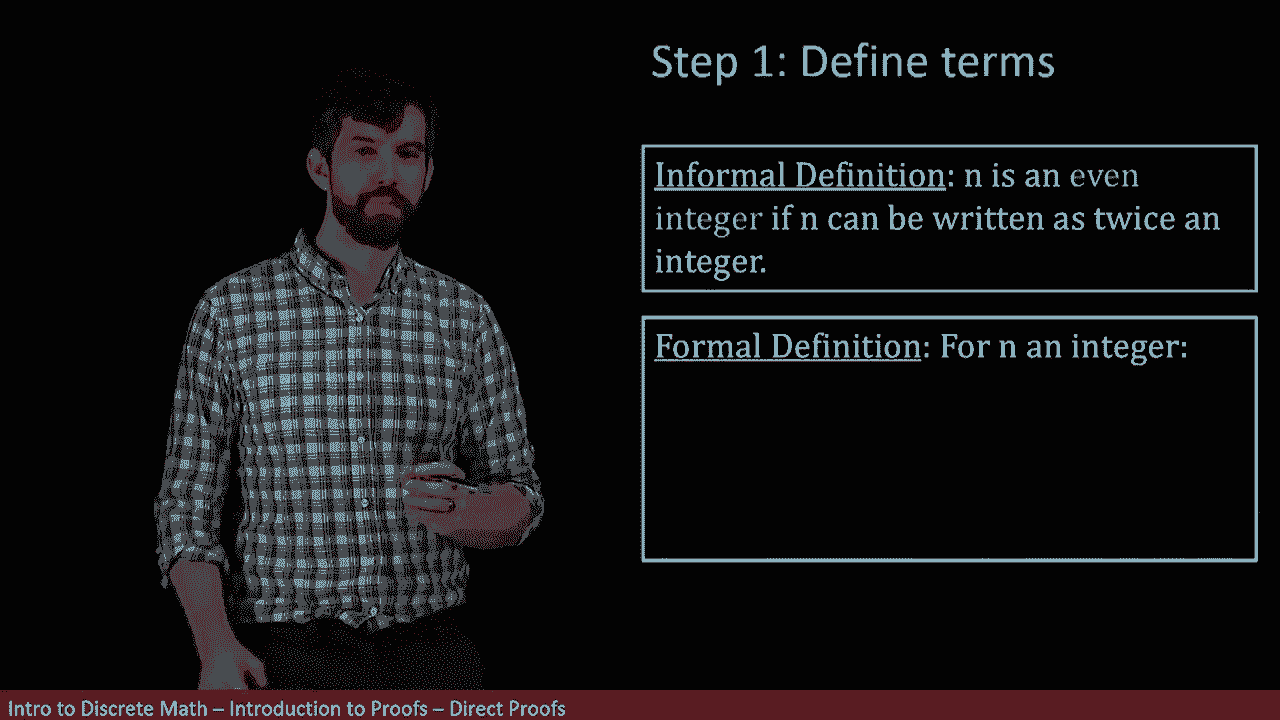 Step 1: Define terms
Informal Definition: n is an even
integer if n can be written as twice an
integer.
Formal Definition: For n an integer:
Intro to Discrete Math – Introduction to Proofs – Direct Proofs